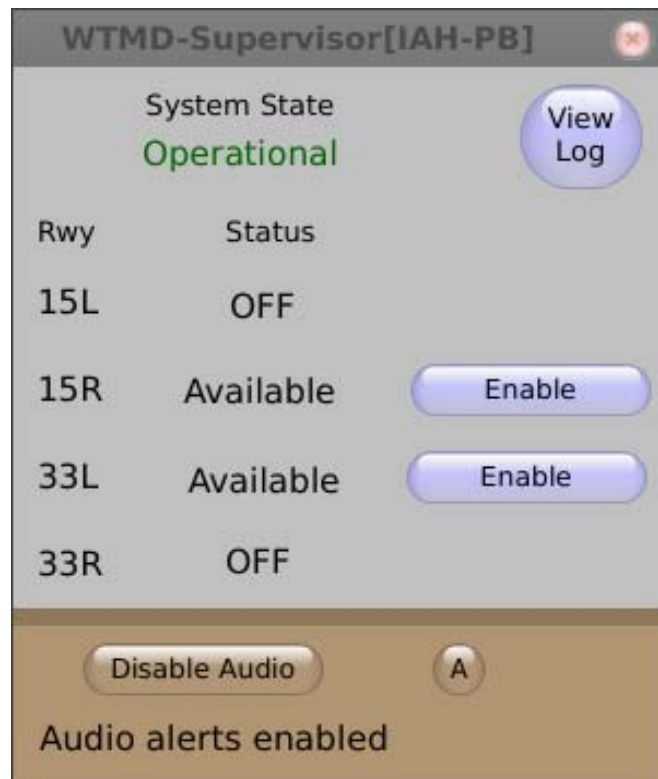 WTMD-Supervisor[IAH-PB]
System State
Operational
View
Log
Rwy Status
15L OFF
15R Available Enable
33L Available Enable
33R OFF
Disable Audio A
Audio alerts enabled